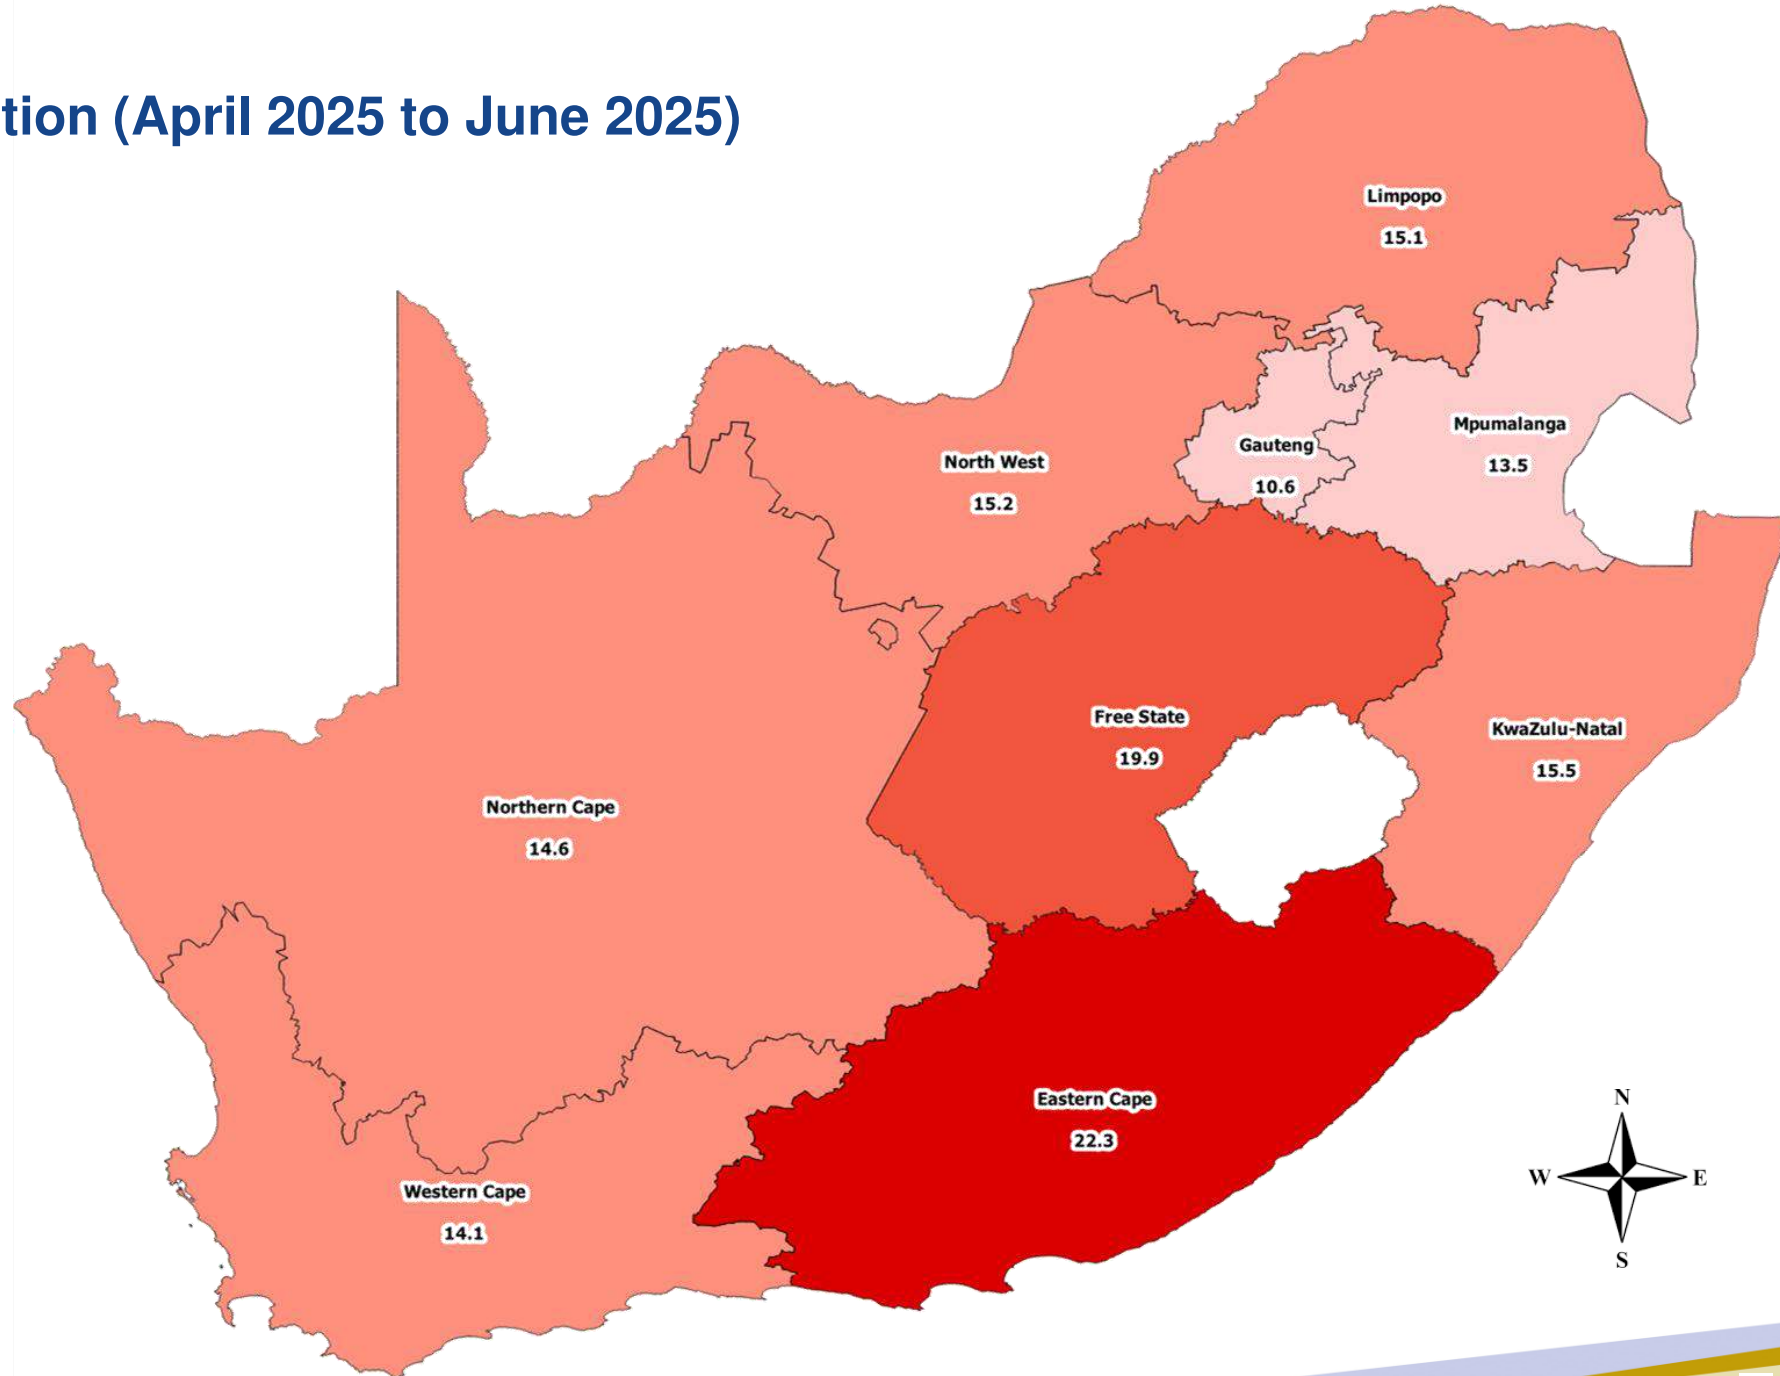 tion (April 2025 to June 2025)
Limpopo
15.1
Mpumalanga
13.5
Gauteng
10.6
North West
15.2
Free State
19.9
KwaZulu-Natal
15.5
Northern Cape
14.6
Eastern Cape
22.3
Western Cape
14.1
N
W
E
S